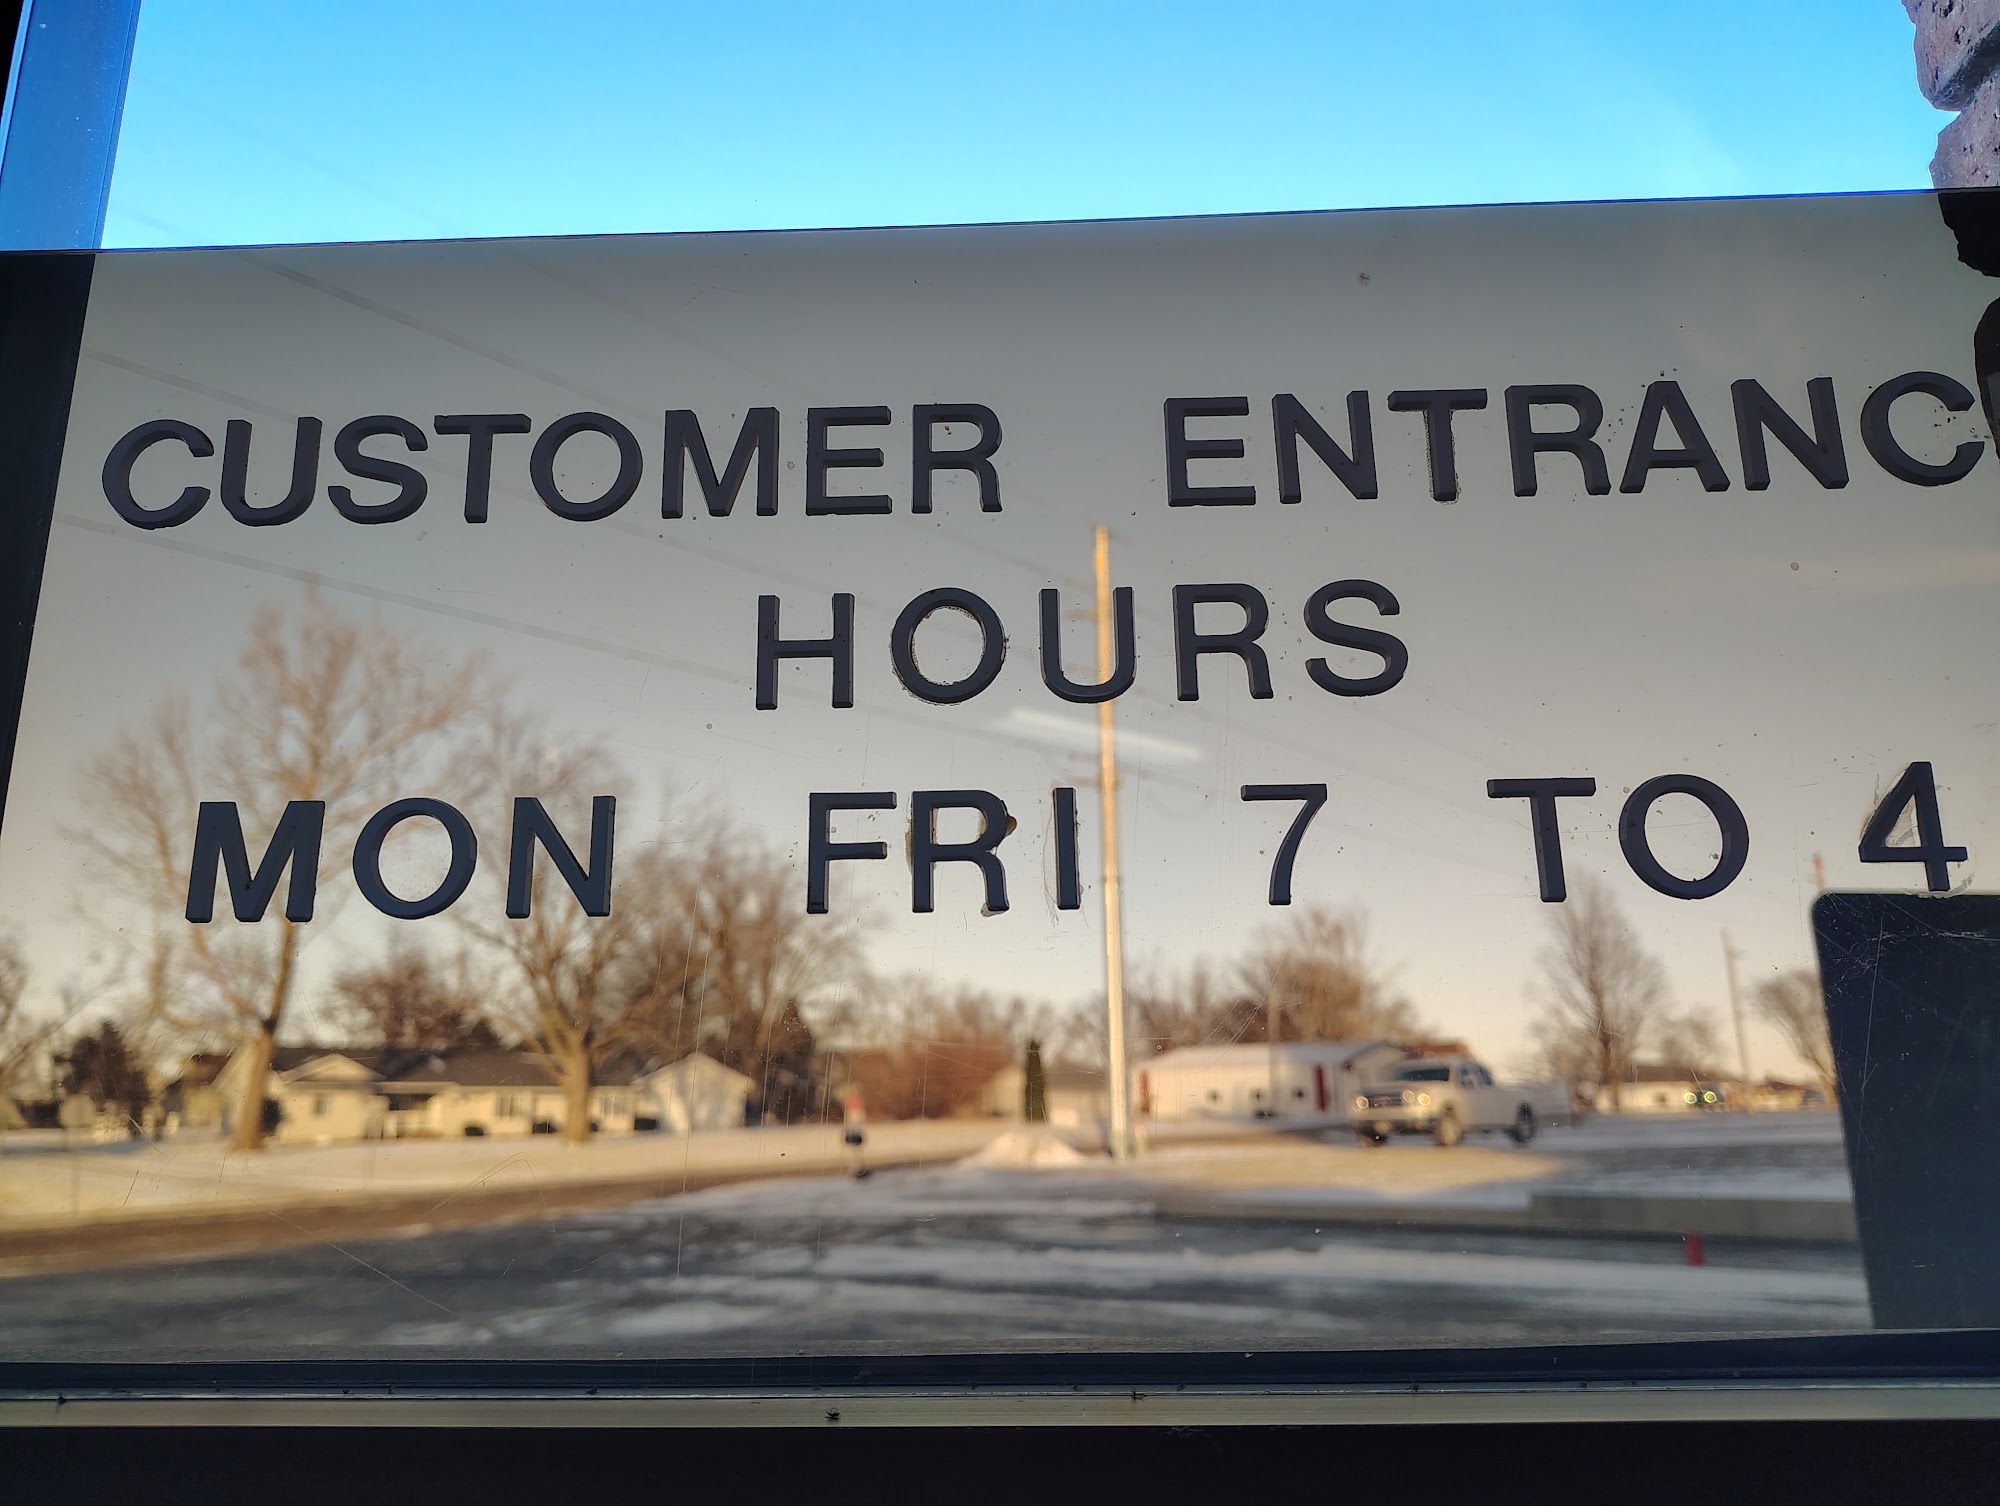 CUSTOMER ENTRANC
HOURS
MON FRI 7 TO 4